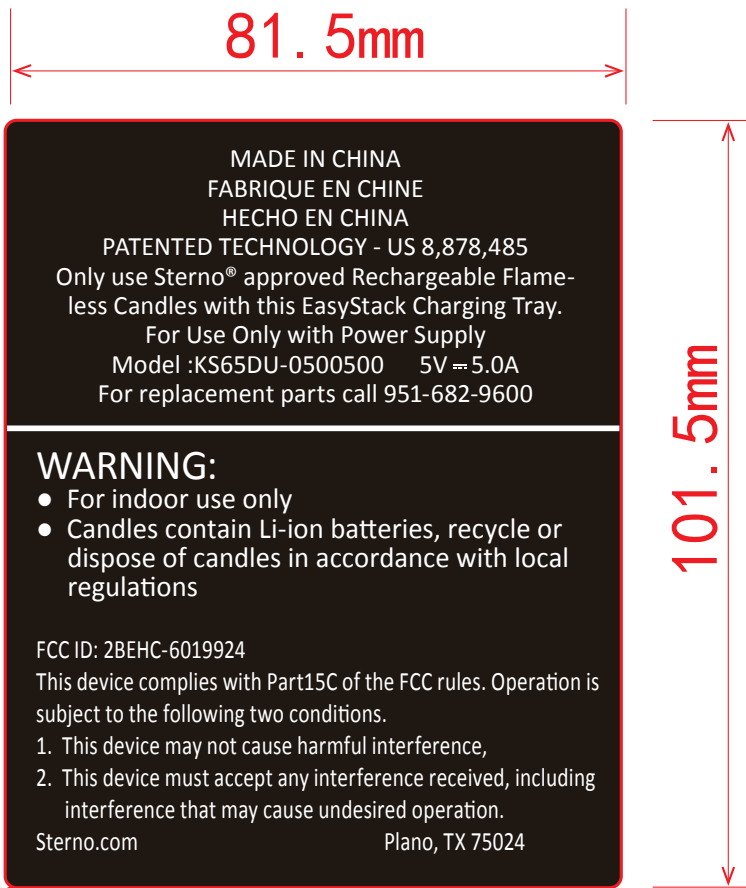 81.5mm
MADE IN CHINA
FABRIQUE EN CHINE
HECHO EN CHINA
PATENTED TECHNOLOGY - US 8,878,485
Only use Sterno® approved Rechargeable Flame-
less Candles with this EasyStack Charging Tray.
For Use Only with Power Supply
Model :KS65DU-0500500 5V ⎓ 5.0A
For replacement parts call 951-682-9600
101.5mm
WARNING:
● For indoor use only
● Candles contain Li-ion batteries, recycle or
dispose of candles in accordance with local
regulations
FCC ID: 2BEHC-6019924
This device complies with Part15C of the FCC rules. Operation is
subject to the following two conditions.
1. This device may not cause harmful interference,
2. This device must accept any interference received, including
interference that may cause undesired operation.
Sterno.com Plano, TX 75024